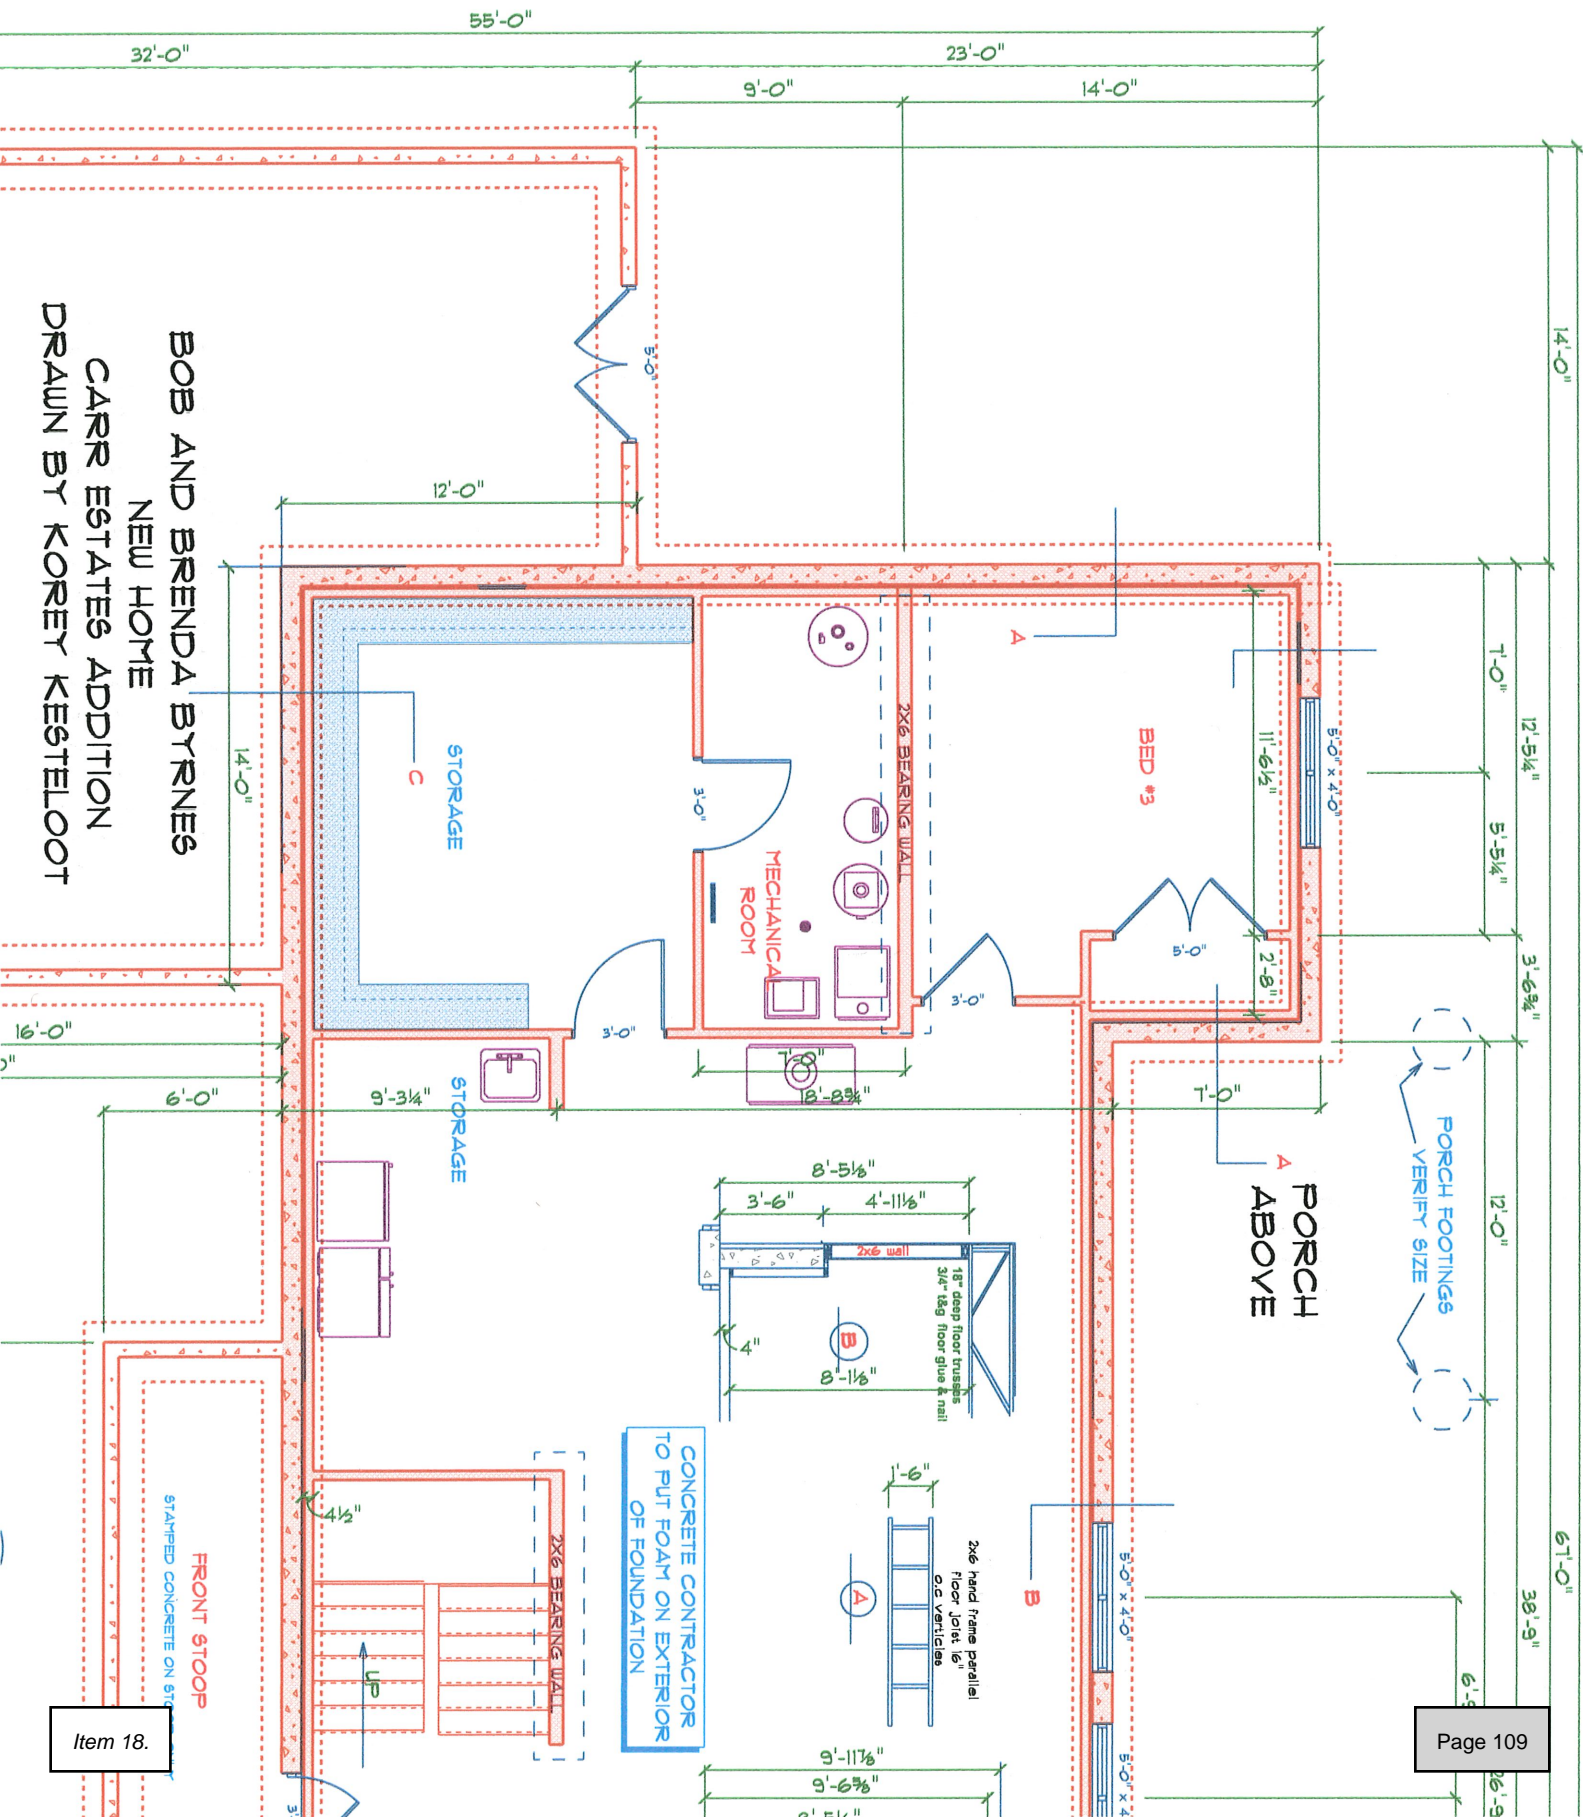 55'-0"
32'-0"
23'-0"
9'-0"
14'-0"
14'-0"
5'-0"
12'-0"
BOB AND BRENDA BYRNES
NEW HOME
CARR ESTATES ADDITION
DRAWN BY KOREY KESTELOOT
14'-0"
C
STORAGE
3'-0"
MECHANICAL
ROOM
2X6 BEARING WALL
A
BED #3
11'-6½"
5'-0" x 4'-0"
7'-0"
12'-5¼"
5'-5¼"
5'-0"
2'-8"
3'-6¾"
3'-0"
3'-0"
16'-0"
6'-0"
9'-3¼"
STORAGE
7'-0"
18'-8¾"
7'-0"
A
PORCH
ABOVE
PORCH FOOTINGS
VERIFY SIZE
12'-0"
8'-5⅛"
3'-6"
4'-11⅛"
2x6 wall
18" deep floor trusses
3/4" t&g floor glue & nail
B
4"
8'-1⅛"
CONCRETE CONTRACTOR
TO PUT FOAM ON EXTERIOR
OF FOUNDATION
1'-6"
2x6 hand frame parallel
floor joist 16"
o.c verticles
A
B
5'-0" x 4'-0"
67'-0"
38'-9"
4½"
2X6 BEARING WALL
UP
FRONT STOOP
STAMPED CONCRETE ON
Item 18.
Page 109
9'-11⅞"
9'-6⅝"